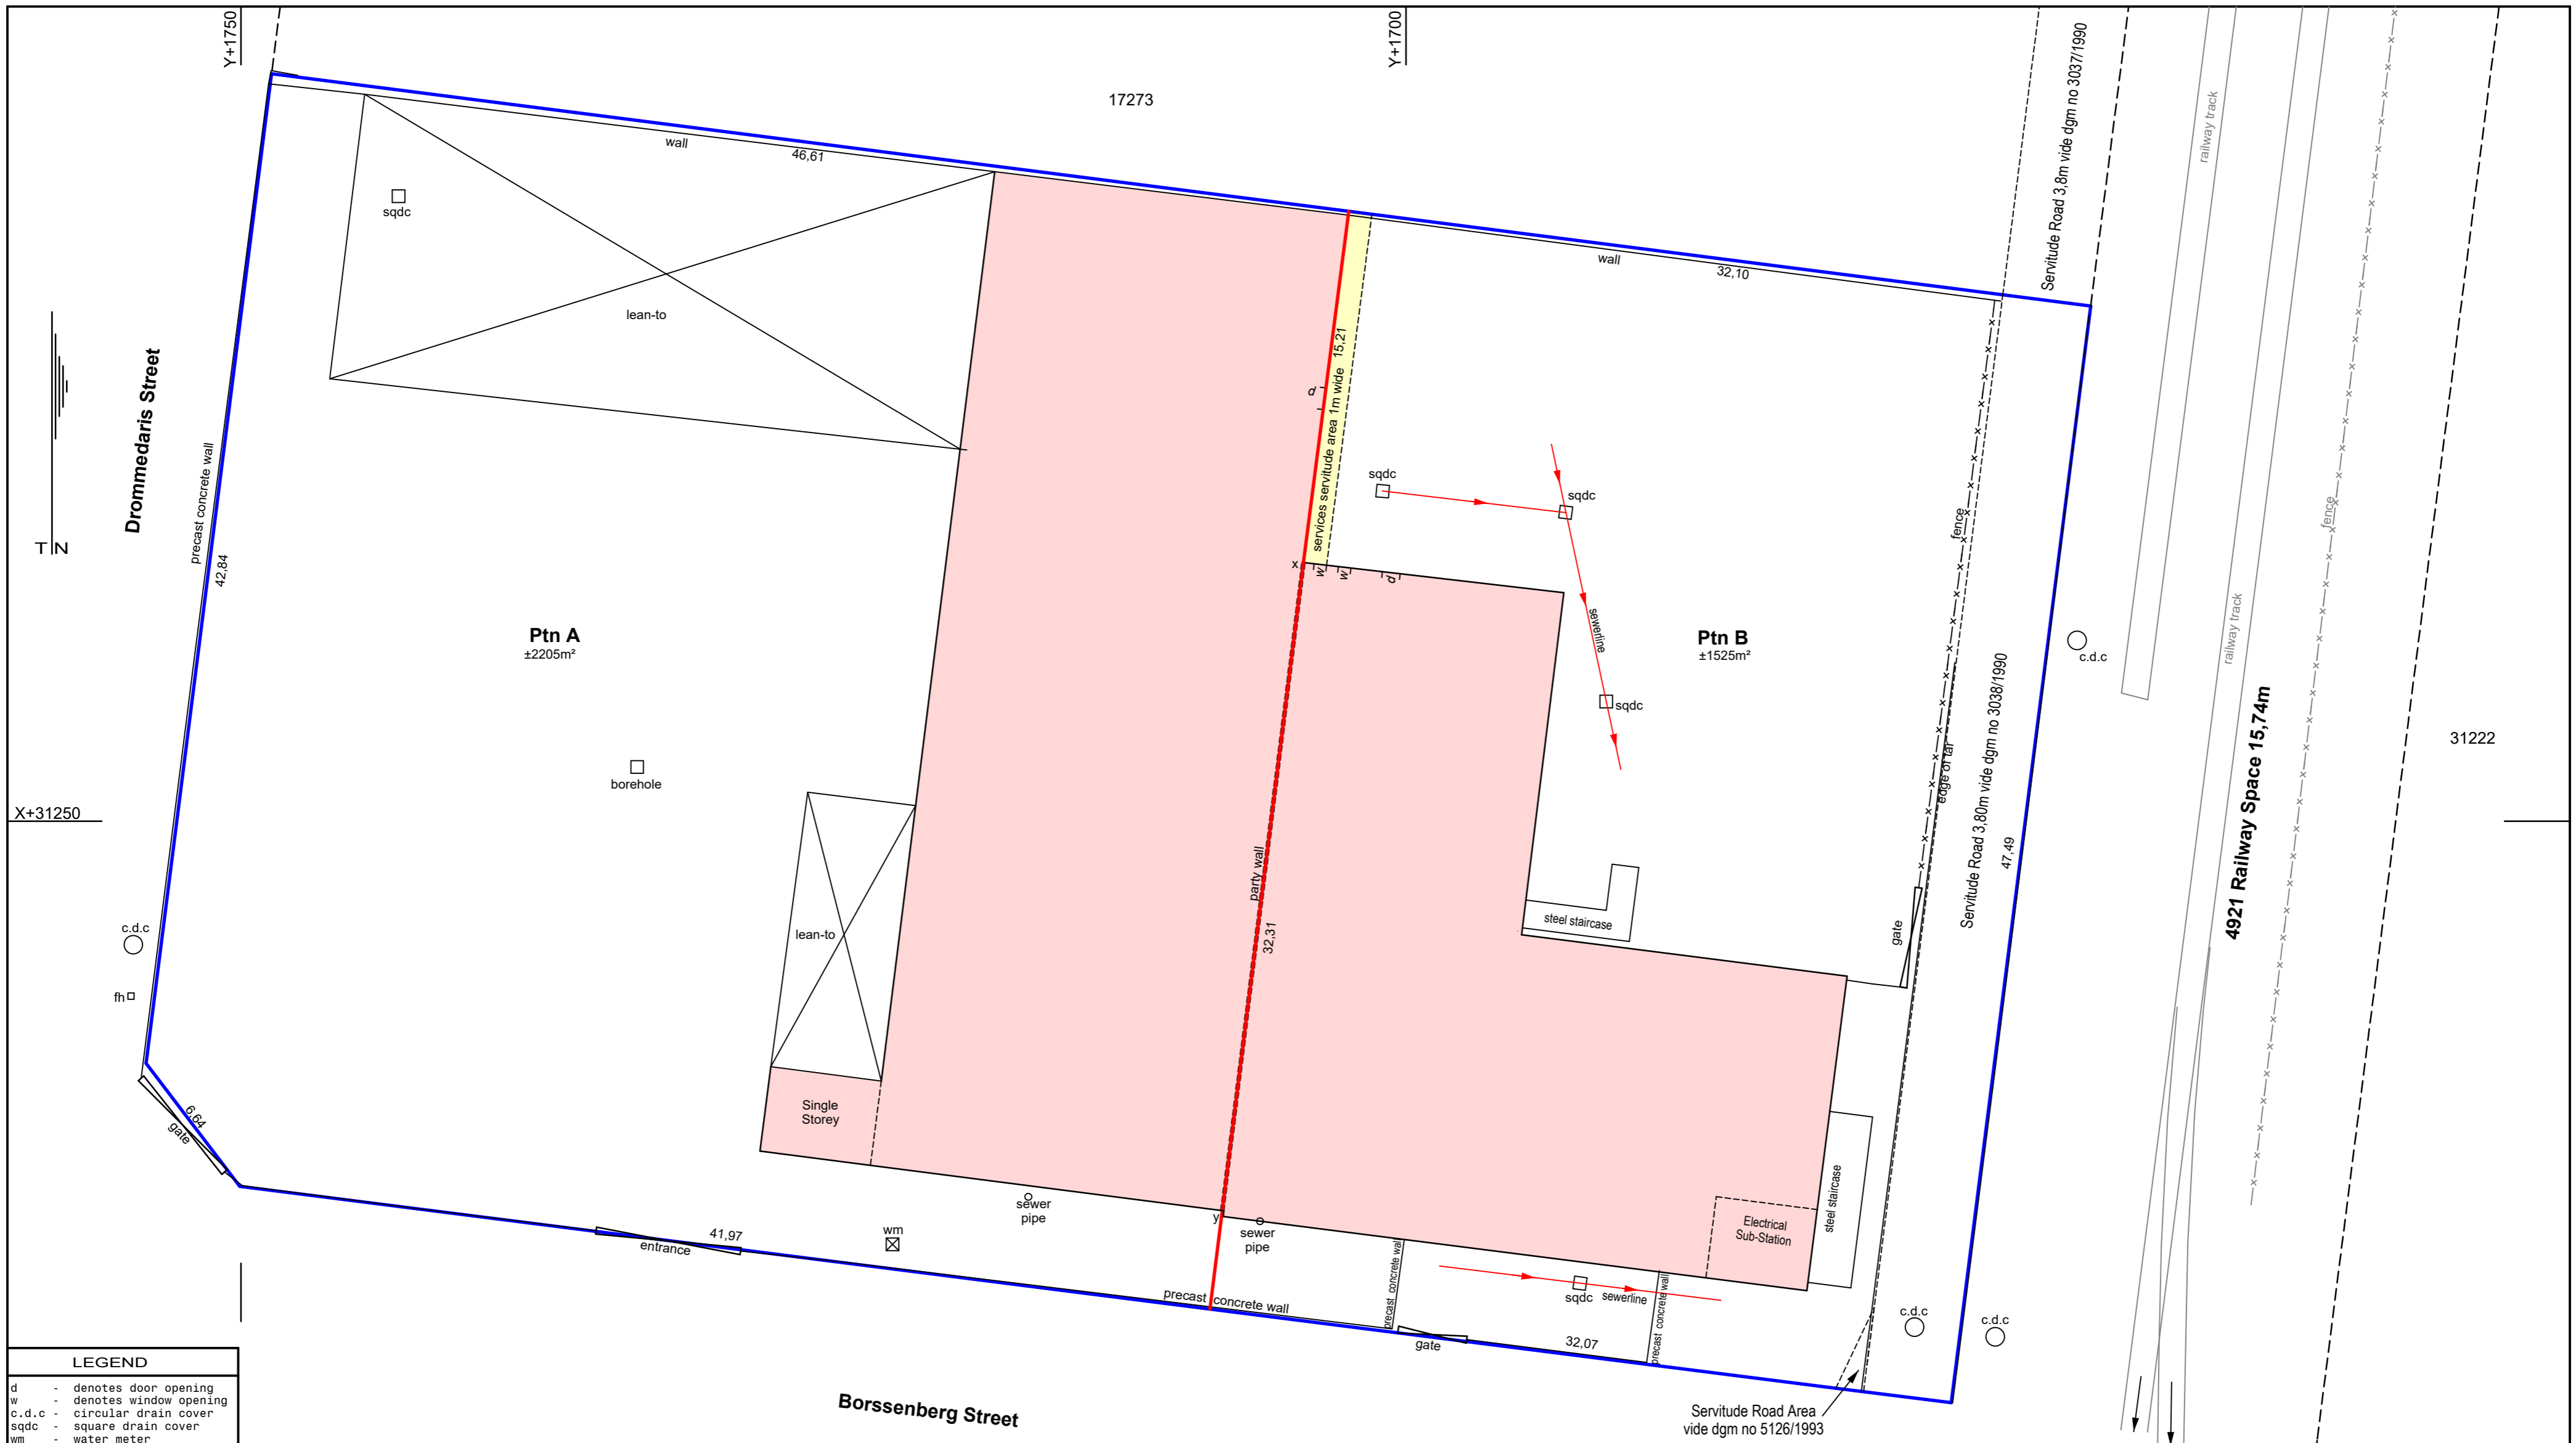 Y+1750
Y+1700
17273
Servitude Road 3,8m vide dgm no 3037/1990
railway track
wall
46,61
sqdc
lean-to
wall
32,10
Drommedaris Street
precast concrete wall
42,84
T N
d
services servitude area 1m wide 15,21
sqdc
sqdc
fence
fence
x
w
w
d
sewerline
Ptn A
±2205m²
Ptn B
±1525m²
c.d.c
railway track
sqdc
Servitude Road 3,80m vide dgm no 3038/1990
47,49
4921 Railway Space 15,74m
31222
borehole
edge of tar
X+31250
party wall
32,31
steel staircase
gate
lean-to
c.d.c
fh
Single
Storey
6,64
gate
steel staircase
sewer
pipe
y
sewer
pipe
Electrical
Sub-Station
wm
41,97
entrance
precast concrete wall
precast concrete wall
sqdc
sewerline
precast concrete wall
c.d.c
c.d.c
gate
32,07
Borssenberg Street
Servitude Road Area
vide dgm no 5126/1993
LEGEND
d - denotes door opening
w - denotes window opening
c.d.c - circular drain cover
sqdc - square drain cover
wm - water meter